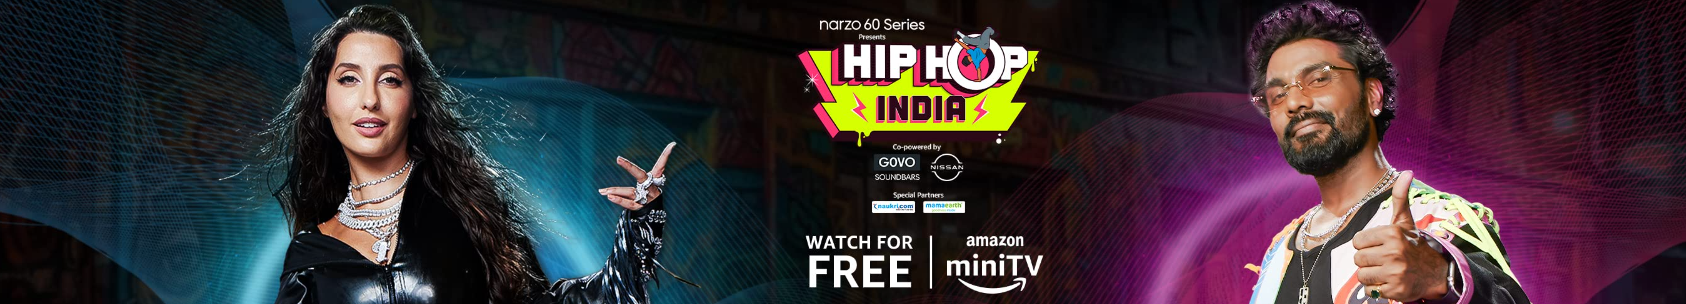 narzo 60 Series
Presents
HIP HOP
INDIA
Co-powered by
GOVO
SOUNDBARS
NISSAN
Special Partners
naukri.com
mamaearth
WATCH FOR
FREE
amazon
miniTV